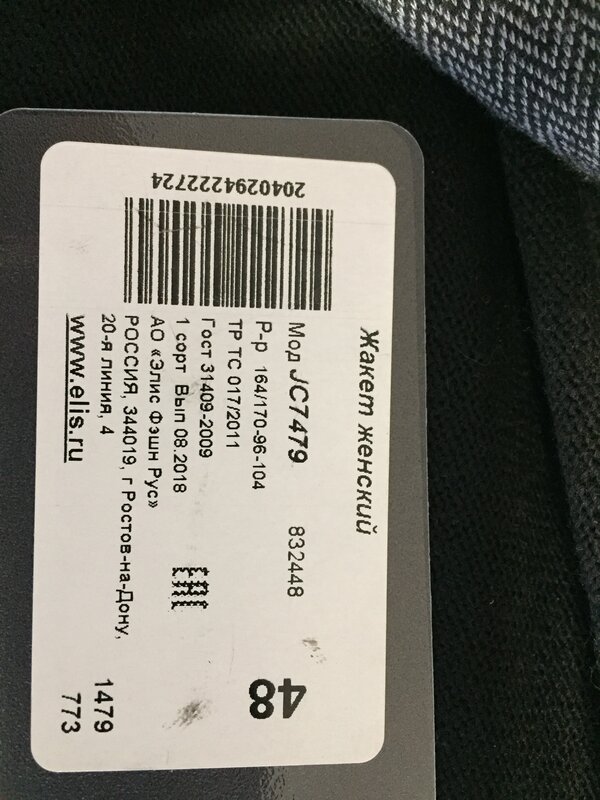 Жакет женский
2040294222724
Мод JC7479 832448
Р-р 164/170-96-104
48
ТР ТС 017/2011
Гост 31409-2009
1 сорт Вып 08.2018
EAC
АО «Элис Фэшн Рус»
РОССИЯ, 344019, г Ростов-на-Дону,
20-я линия, 4 1479
www.elis.ru 773